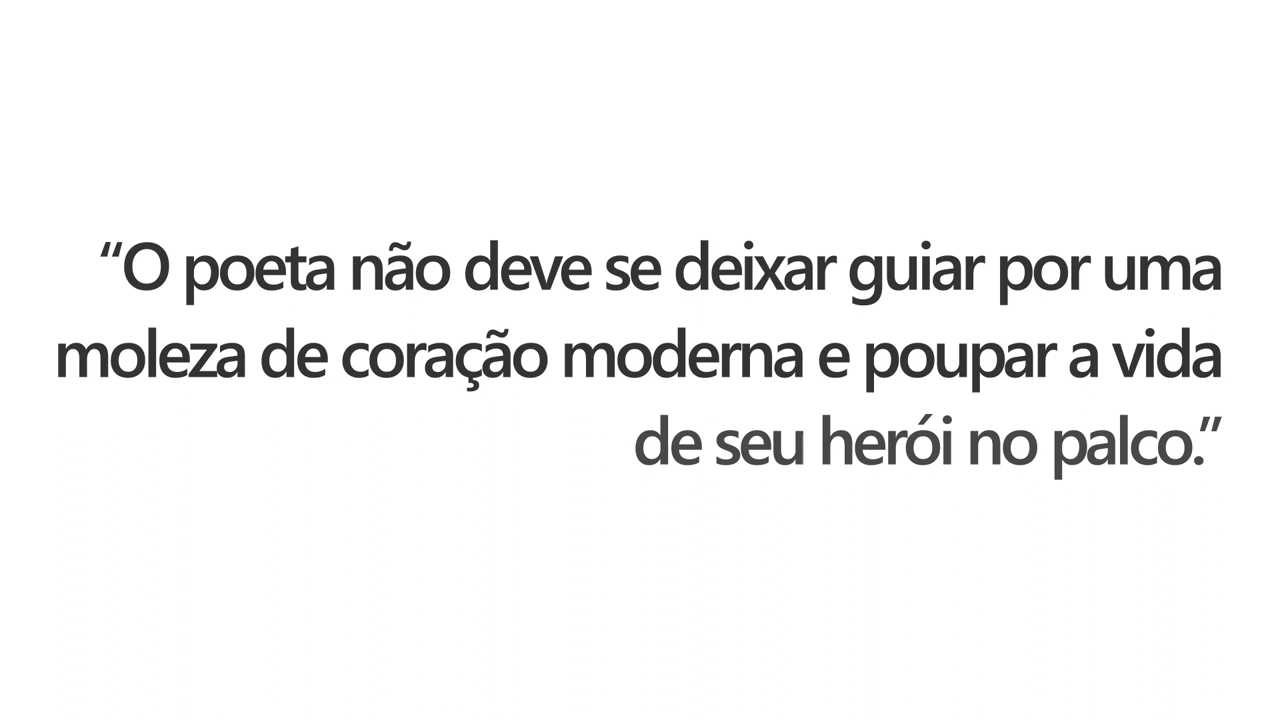 “O poeta não deve se deixar guiar por uma
moleza de coração moderna e poupar a vida
de seu herói no palco.”